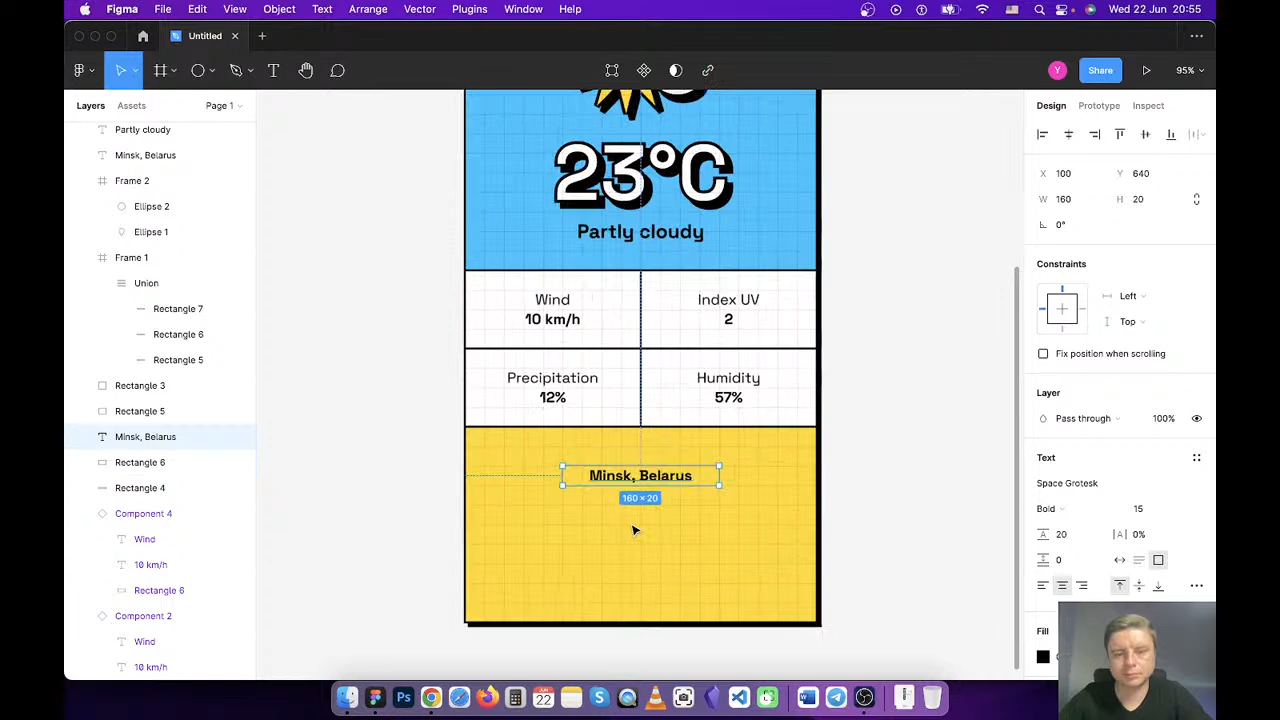 Figma File Edit View Object Text Arrange Vector Plugins Window Help Wed 22 Jun 20:55
Untitled
Share 95%
Layers Assets Page 1
Design Prototype Inspect
Partly cloudy
Minsk, Belarus
Frame 2
Ellipse 2
Ellipse 1
Frame 1
Union
Rectangle 7
Rectangle 6
Rectangle 5
Rectangle 3
Rectangle 5
Minsk, Belarus
Rectangle 6
Rectangle 4
Component 4
Wind
10 km/h
Rectangle 6
Component 2
Wind
10 km/h
23°C
Partly cloudy
Wind
10 km/h
Index UV
2
Precipitation
12%
Humidity
57%
Minsk, Belarus
160 × 20
X 100 Y 640
W 160 H 20
0°
Constraints
Left
Top
Fix position when scrolling
Layer
Pass through 100%
Text
Space Grotesk
Bold 15
20 0%
0
Fill